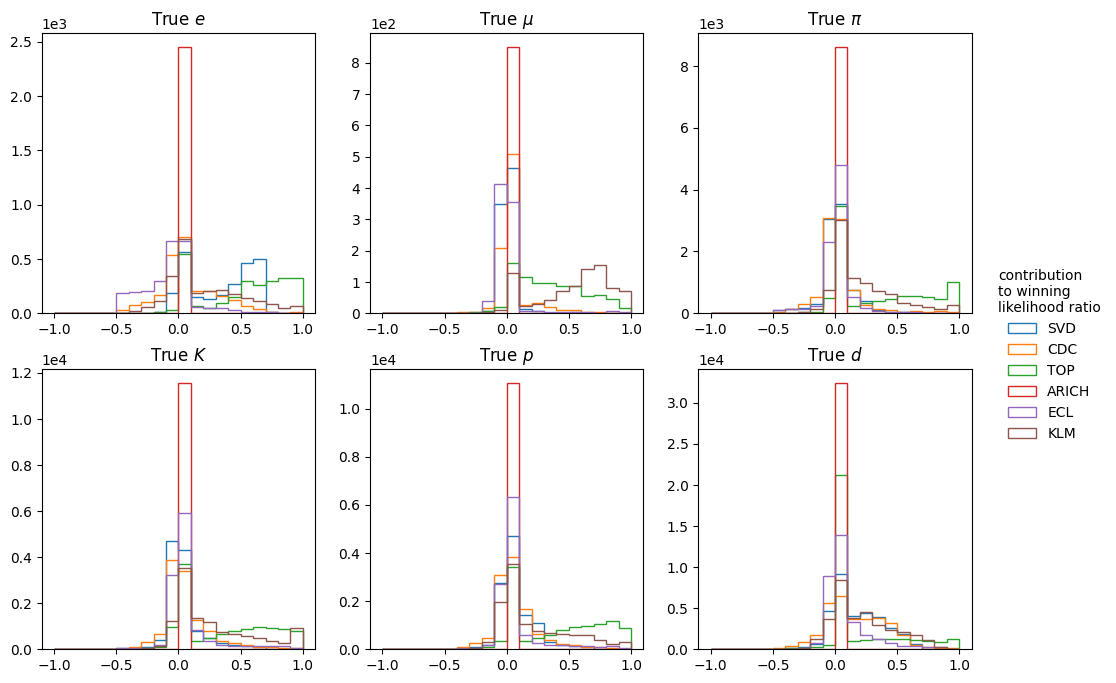 True e
1e3
2.5
2.0
1.5
1.0
0.5
0.0
−1.0 −0.5 0.0 0.5 1.0
True μ
1e2
8
7
6
5
4
3
2
1
0
−1.0 −0.5 0.0 0.5 1.0
True π
1e3
8
6
4
2
0
−1.0 −0.5 0.0 0.5 1.0
True K
1e4
1.2
1.0
0.8
0.6
0.4
0.2
0.0
−1.0 −0.5 0.0 0.5 1.0
True p
1e4
1.0
0.8
0.6
0.4
0.2
0.0
−1.0 −0.5 0.0 0.5 1.0
True d
1e4
3.0
2.5
2.0
1.5
1.0
0.5
0.0
−1.0 −0.5 0.0 0.5 1.0
contribution
to winning
likelihood ratio
SVD
CDC
TOP
ARICH
ECL
KLM